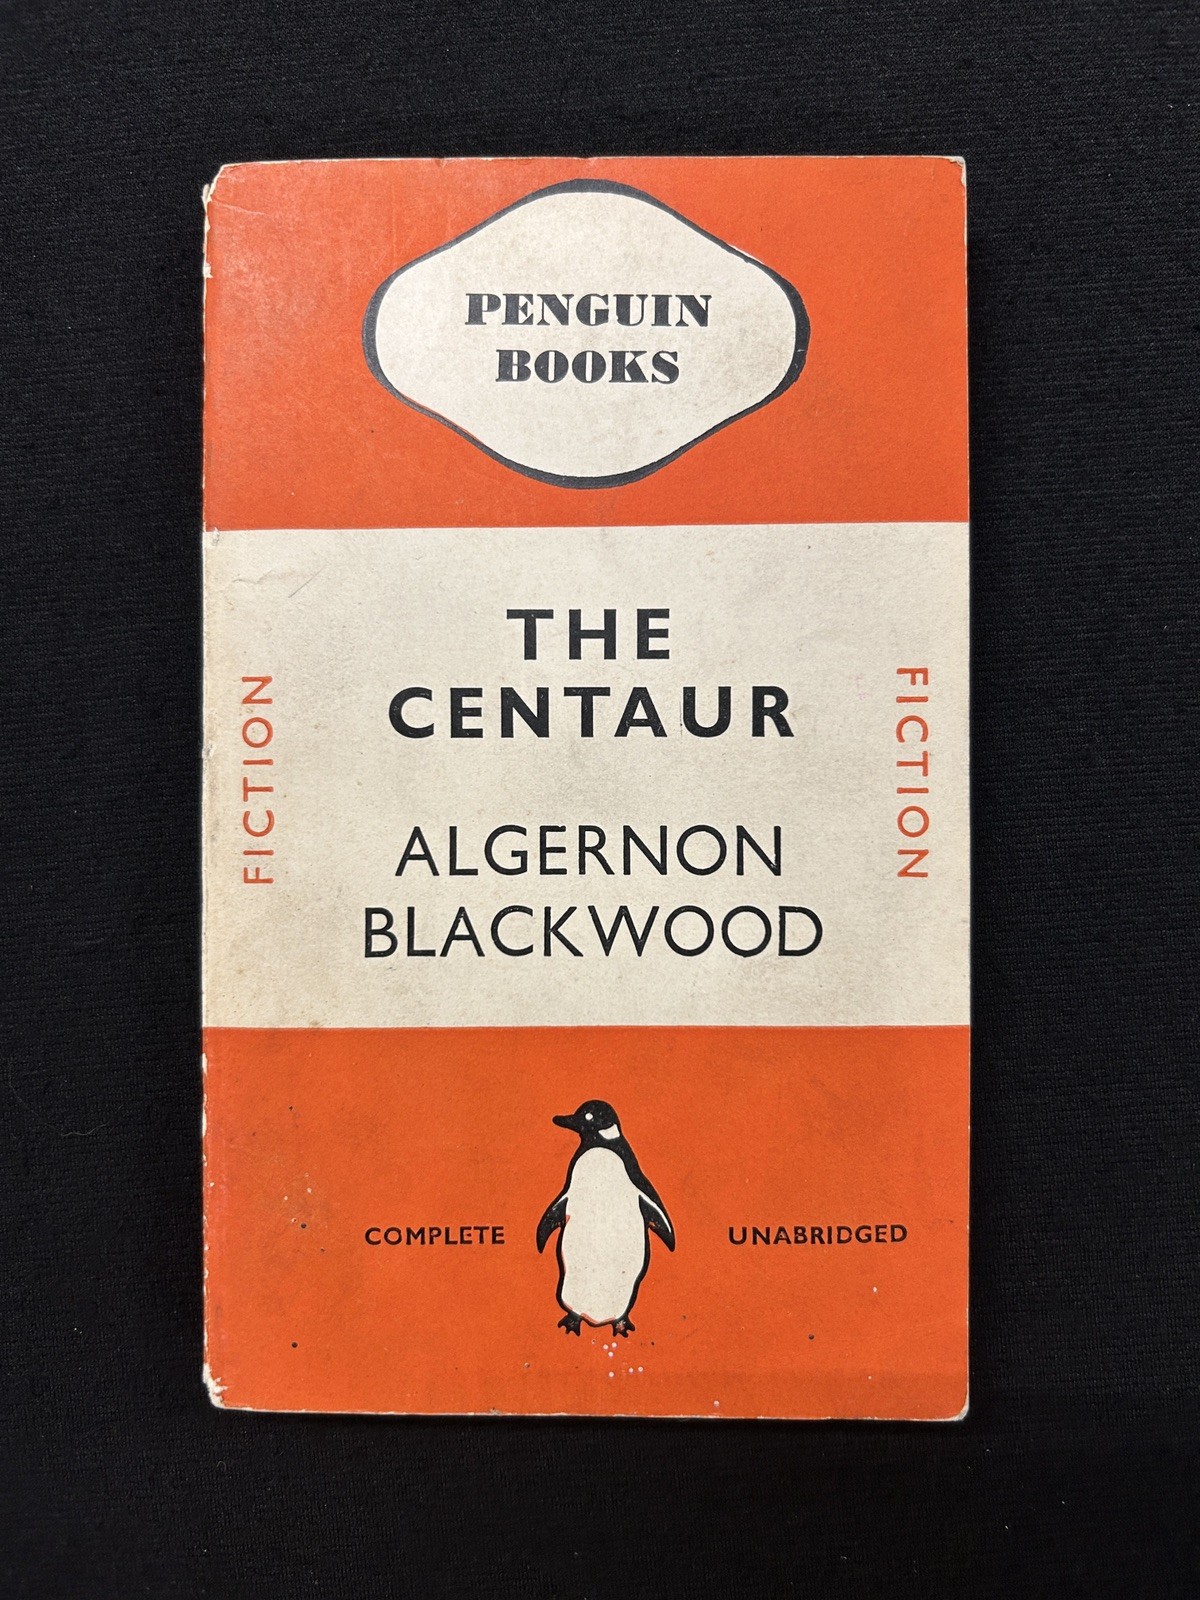 PENGUIN
BOOKS
THE
CENTAUR
FICTION
FICTION
ALGERNON
BLACKWOOD
COMPLETE UNABRIDGED